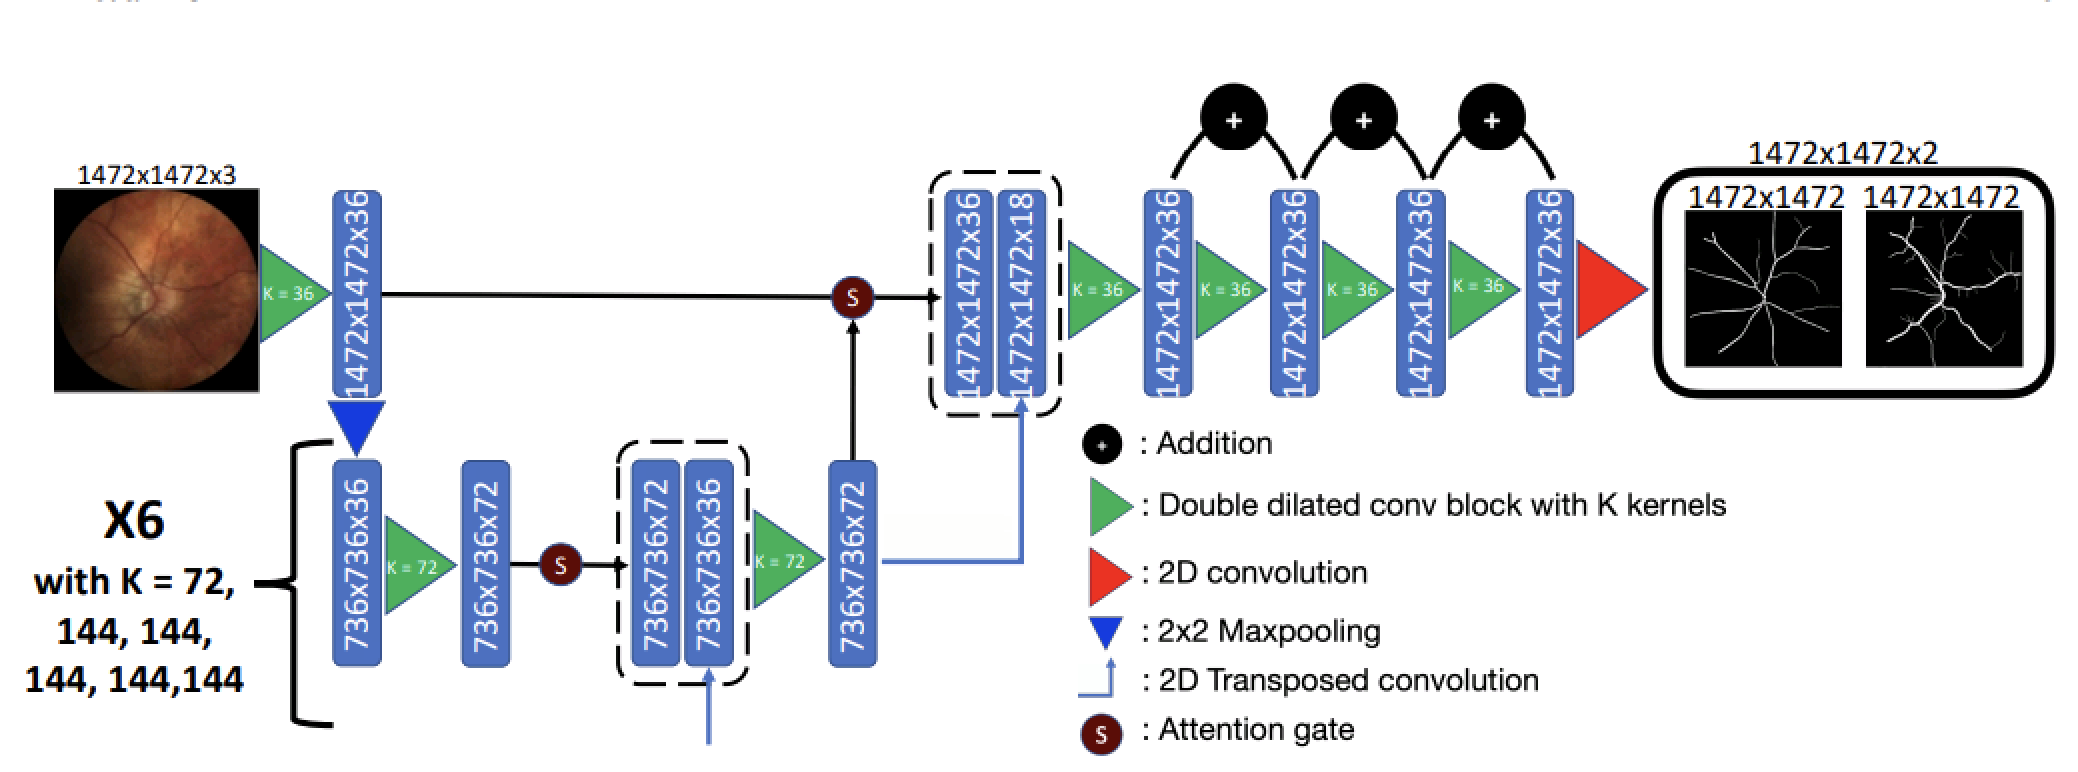 1472x1472x3
K = 36
1472x1472x36
S
1472x1472x36
1472x1472x18
K = 36
1472x1472x36
+
K = 36
1472x1472x36
+
K = 36
1472x1472x36
+
K = 36
1472x1472x36
1472x1472x2
1472x1472 1472x1472
X6
with K = 72,
144, 144,
144, 144,144
736x736x36
K = 72
736x736x72
S
736x736x72
736x736x36
K = 72
736x736x72
+ : Addition
: Double dilated conv block with K kernels
: 2D convolution
: 2x2 Maxpooling
: 2D Transposed convolution
S : Attention gate